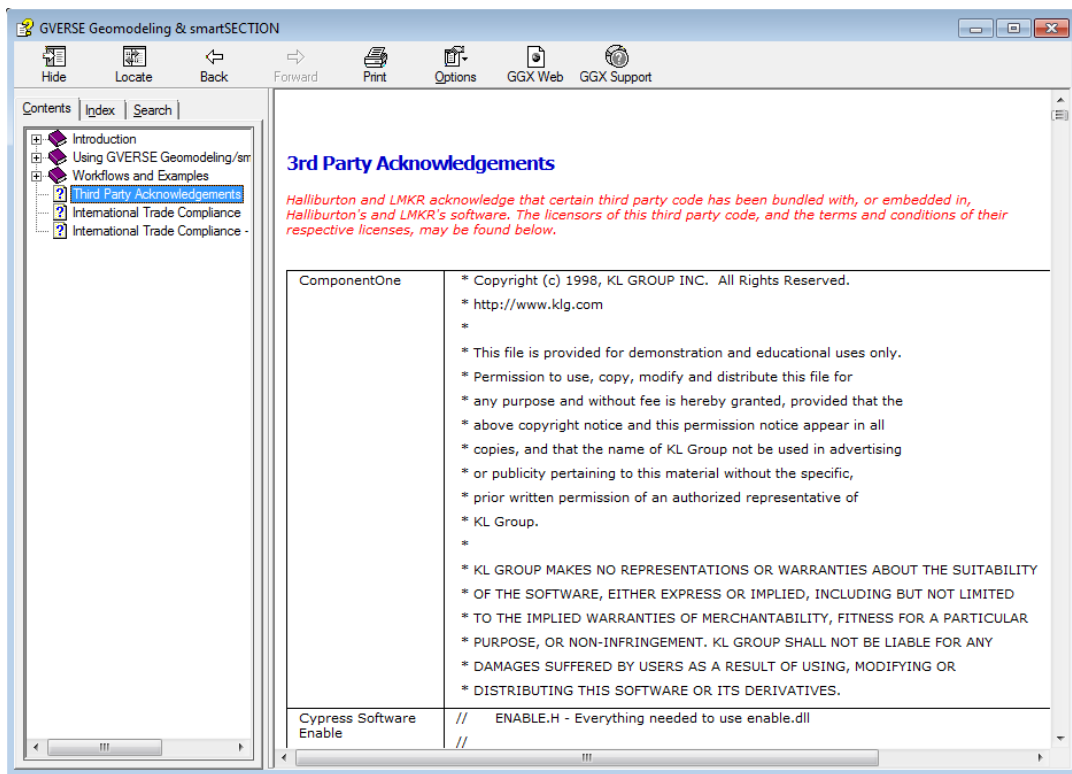 GVERSE Geomodeling & smartSECTION
Hide Locate Back Forward Print Options GGX Web GGX Support
Contents Index Search
Introduction
Using GVERSE Geomodeling/sm
Workflows and Examples
Third Party Acknowledgements
International Trade Compliance
International Trade Compliance -
3rd Party Acknowledgements
Halliburton and LMKR acknowledge that certain third party code has been bundled with, or embedded in,
Halliburton's and LMKR's software. The licensors of this third party code, and the terms and conditions of their
respective licenses, may be found below.
ComponentOne
* Copyright (c) 1998, KL GROUP INC. All Rights Reserved.
* http://www.klg.com
*
* This file is provided for demonstration and educational uses only.
* Permission to use, copy, modify and distribute this file for
* any purpose and without fee is hereby granted, provided that the
* above copyright notice and this permission notice appear in all
* copies, and that the name of KL Group not be used in advertising
* or publicity pertaining to this material without the specific,
* prior written permission of an authorized representative of
* KL Group.
*
* KL GROUP MAKES NO REPRESENTATIONS OR WARRANTIES ABOUT THE SUITABILITY
* OF THE SOFTWARE, EITHER EXPRESS OR IMPLIED, INCLUDING BUT NOT LIMITED
* TO THE IMPLIED WARRANTIES OF MERCHANTABILITY, FITNESS FOR A PARTICULAR
* PURPOSE, OR NON-INFRINGEMENT. KL GROUP SHALL NOT BE LIABLE FOR ANY
* DAMAGES SUFFERED BY USERS AS A RESULT OF USING, MODIFYING OR
* DISTRIBUTING THIS SOFTWARE OR ITS DERIVATIVES.
Cypress Software
Enable
// ENABLE.H - Everything needed to use enable.dll
//